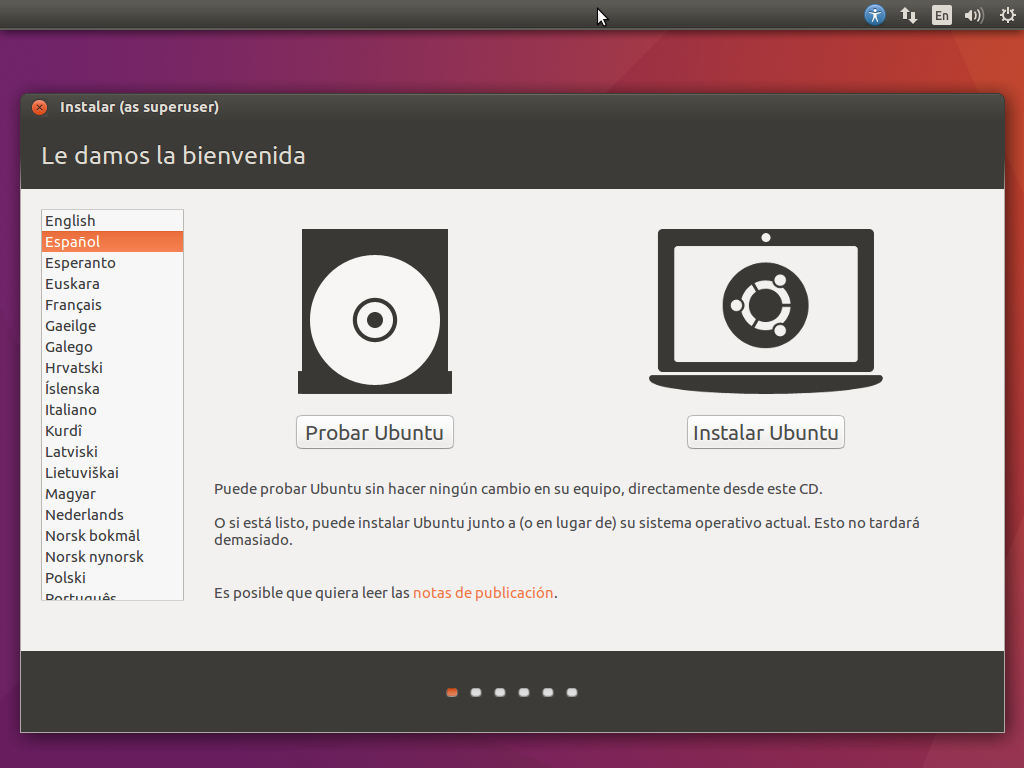 En
Instalar (as superuser)
Le damos la bienvenida
English
Español
Esperanto
Euskara
Français
Gaeilge
Galego
Hrvatski
Íslenska
Italiano
Kurdî
Latviski
Lietuviškai
Magyar
Nederlands
Norsk bokmål
Norsk nynorsk
Polski
Português
Probar Ubuntu
Instalar Ubuntu
Puede probar Ubuntu sin hacer ningún cambio en su equipo, directamente desde este CD.
O si está listo, puede instalar Ubuntu junto a (o en lugar de) su sistema operativo actual. Esto no tardará
demasiado.
Es posible que quiera leer las notas de publicación.